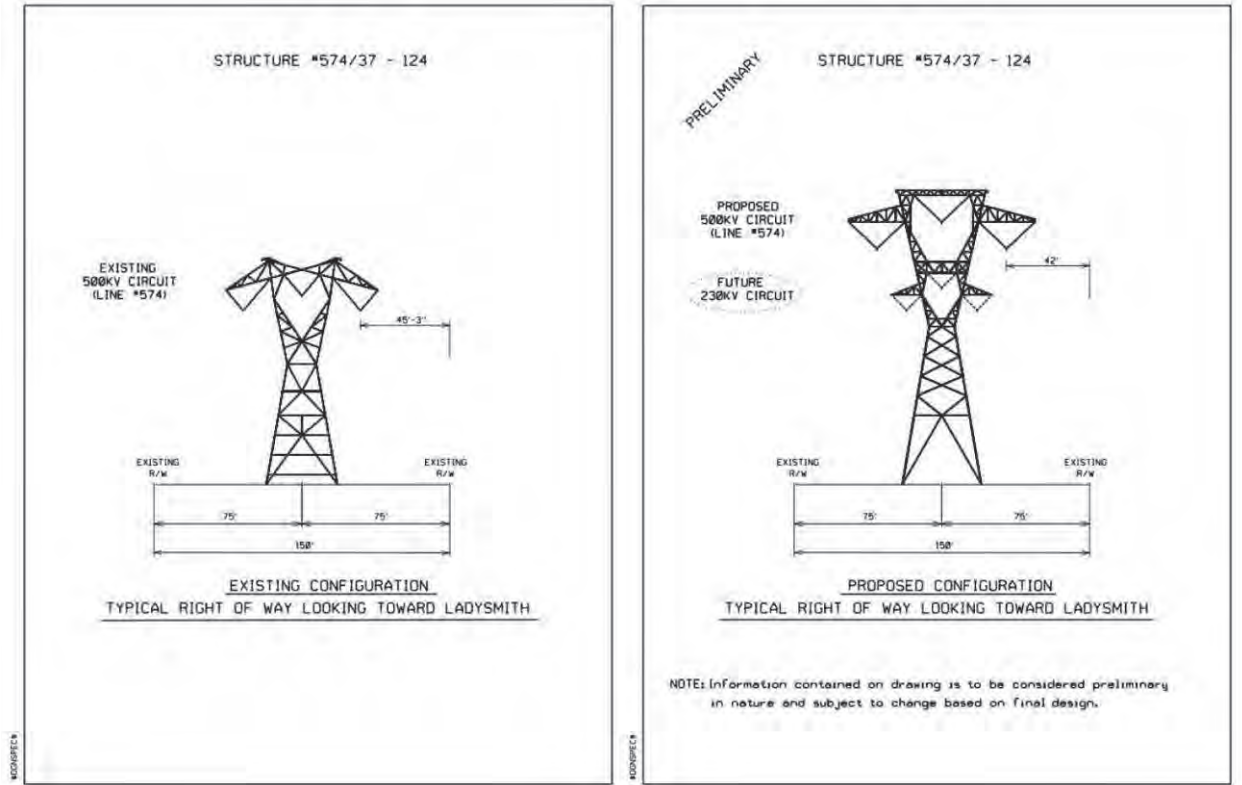 STRUCTURE #574/37 - 124
EXISTING
500KV CIRCUIT
(LINE #574)
45'-3"
EXISTING
R/W
EXISTING
R/W
75'
75'
150'
EXISTING CONFIGURATION
TYPICAL RIGHT OF WAY LOOKING TOWARD LADYSMITH
PRELIMINARY
STRUCTURE #574/37 - 124
PROPOSED
500KV CIRCUIT
(LINE #574)
42'
FUTURE
230KV CIRCUIT
EXISTING
R/W
EXISTING
R/W
75'
75'
150'
PROPOSED CONFIGURATION
TYPICAL RIGHT OF WAY LOOKING TOWARD LADYSMITH
NOTE: Information contained on drawing is to be considered preliminary
in nature and subject to change based on final design.